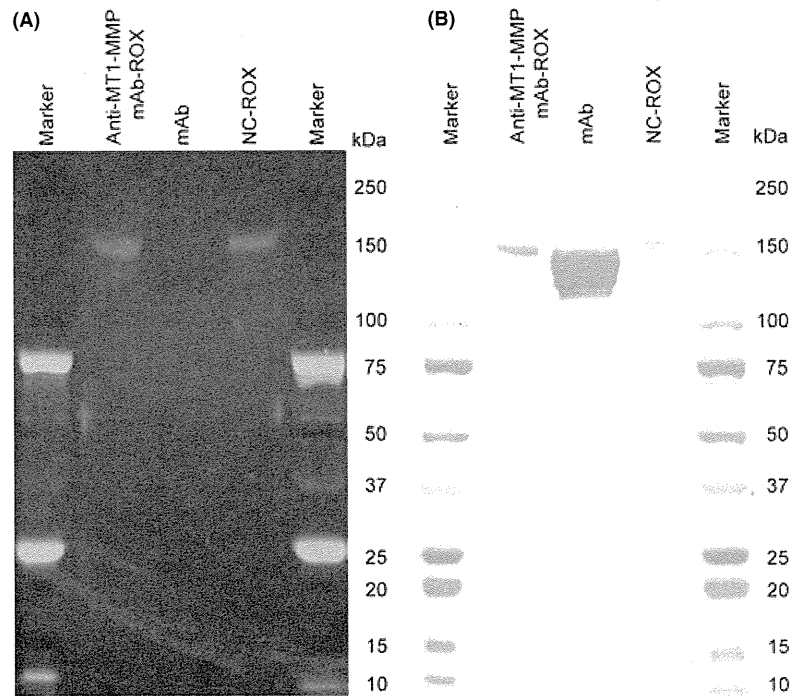 (A)
Marker
Anti-MT1-MMP
mAb-ROX
mAb
NC-ROX
Marker
kDa
250
150
100
75
50
37
25
20
15
10
(B)
Marker
Anti-MT1-MMP
mAb-ROX
mAb
NC-ROX
Marker
kDa
250
150
100
75
50
37
25
20
15
10